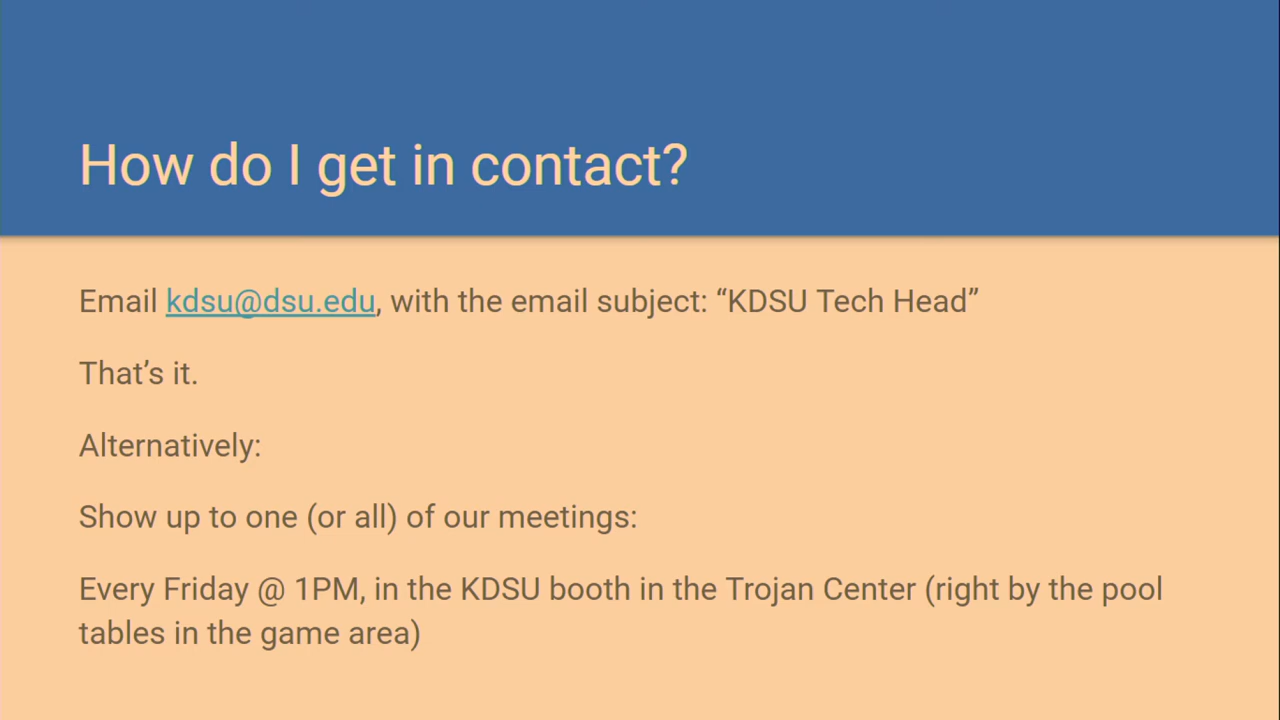 How do I get in contact?
Email kdsu@dsu.edu, with the email subject: “KDSU Tech Head”
That’s it.
Alternatively:
Show up to one (or all) of our meetings:
Every Friday @ 1PM, in the KDSU booth in the Trojan Center (right by the pool
tables in the game area)